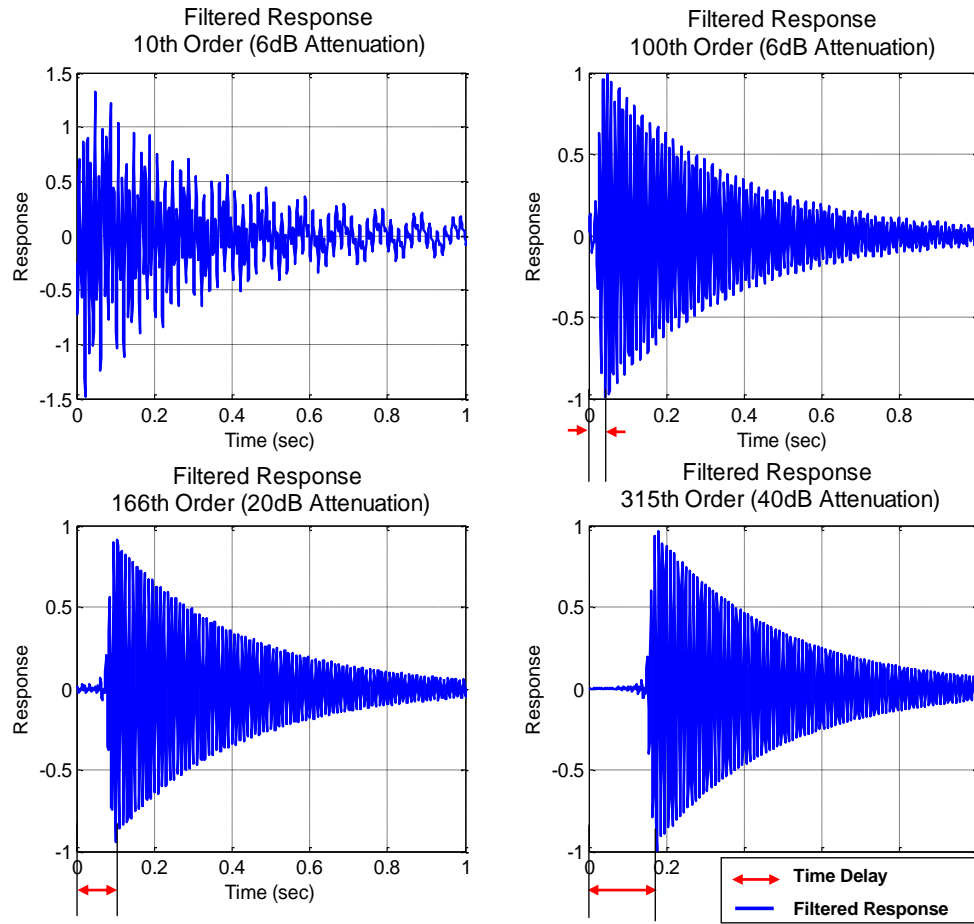 Filtered Response
10th Order (6dB Attenuation)
1.5
1
0.5
0
-0.5
-1
-1.5
Response
0 0.2 0.4 0.6 0.8 1
Time (sec)
Filtered Response
100th Order (6dB Attenuation)
1
0.5
0
-0.5
-1
Response
0 0.2 0.4 0.6 0.8
Time (sec)
Filtered Response
166th Order (20dB Attenuation)
1
0.5
0
-0.5
-1
Response
0 0.2 0.4 0.6 0.8 1
Time (sec)
Filtered Response
315th Order (40dB Attenuation)
1
0.5
0
-0.5
-1
Response
0 0.2
Time Delay
Filtered Response